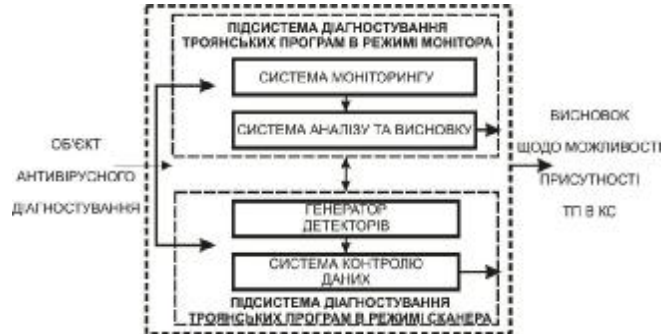 ПІДСИСТЕМА ДІАГНОСТУВАННЯ
ТРОЯНСЬКИХ ПРОГРАМ В РЕЖИМІ МОНІТОРА
СИСТЕМА МОНІТОРИНГУ
СИСТЕМА АНАЛІЗУ ТА ВИСНОВКУ
ОБ'ЄКТ
АНТИВІРУСНОГО
ДІАГНОСТУВАННЯ
ВИСНОВОК
ЩОДО МОЖЛИВОСТІ
ПРИСУТНОСТІ
ТП В КС
ГЕНЕРАТОР
ДЕТЕКТОРІВ
СИСТЕМА КОНТРОЛЮ
ДАНИХ
ПІДСИСТЕМА ДІАГНОСТУВАННЯ
ТРОЯНСЬКИХ ПРОГРАМ В РЕЖИМІ СКАНЕРА